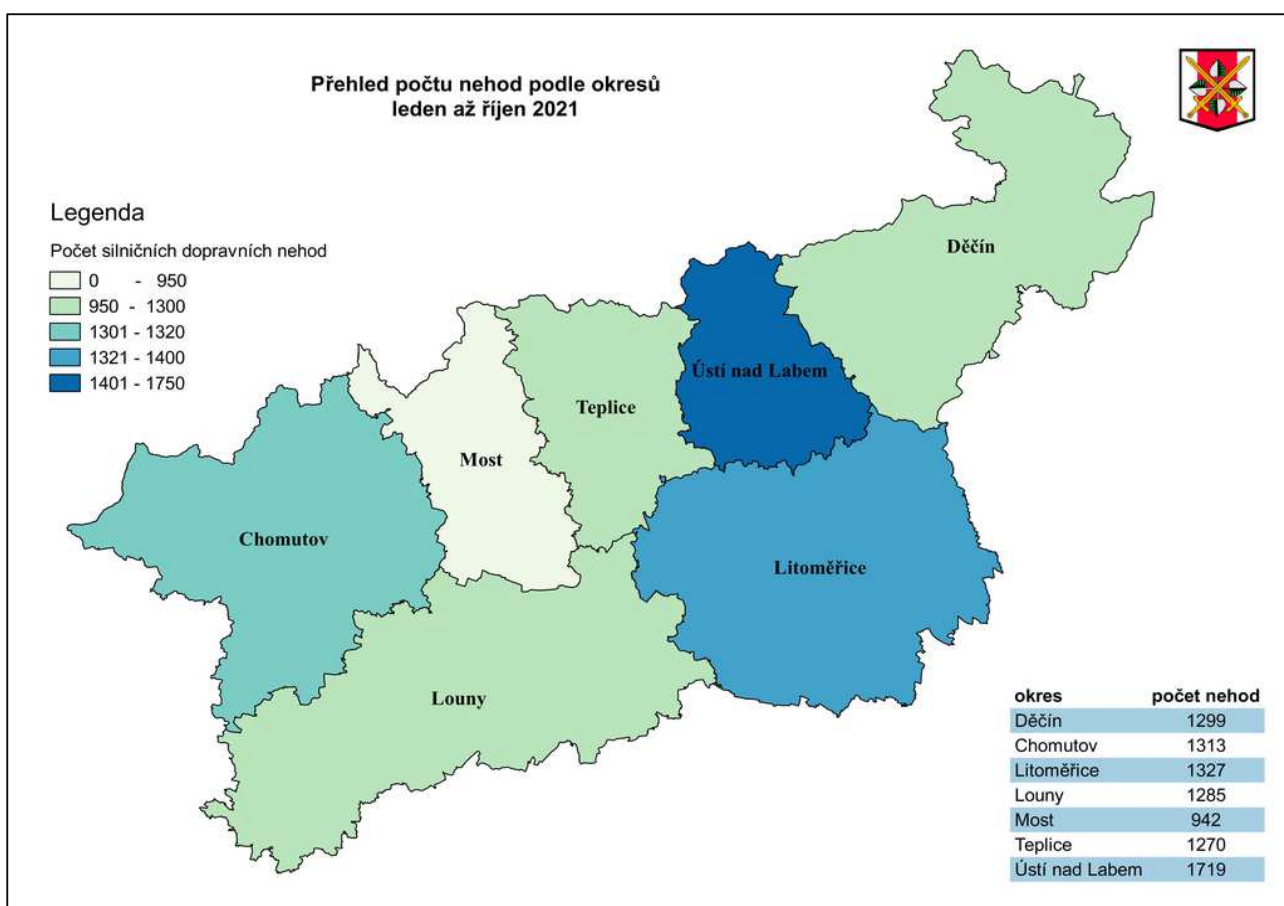 Přehled počtu nehod podle okresů
leden až říjen 2021
Legenda
Počet silničních dopravních nehod
0 - 950
950 - 1300
1301 - 1320
1321 - 1400
1401 - 1750
Děčín
Ústí nad Labem
Teplice
Most
Chomutov
Litoměřice
Louny
okres počet nehod
Děčín 1299
Chomutov 1313
Litoměřice 1327
Louny 1285
Most 942
Teplice 1270
Ústí nad Labem 1719